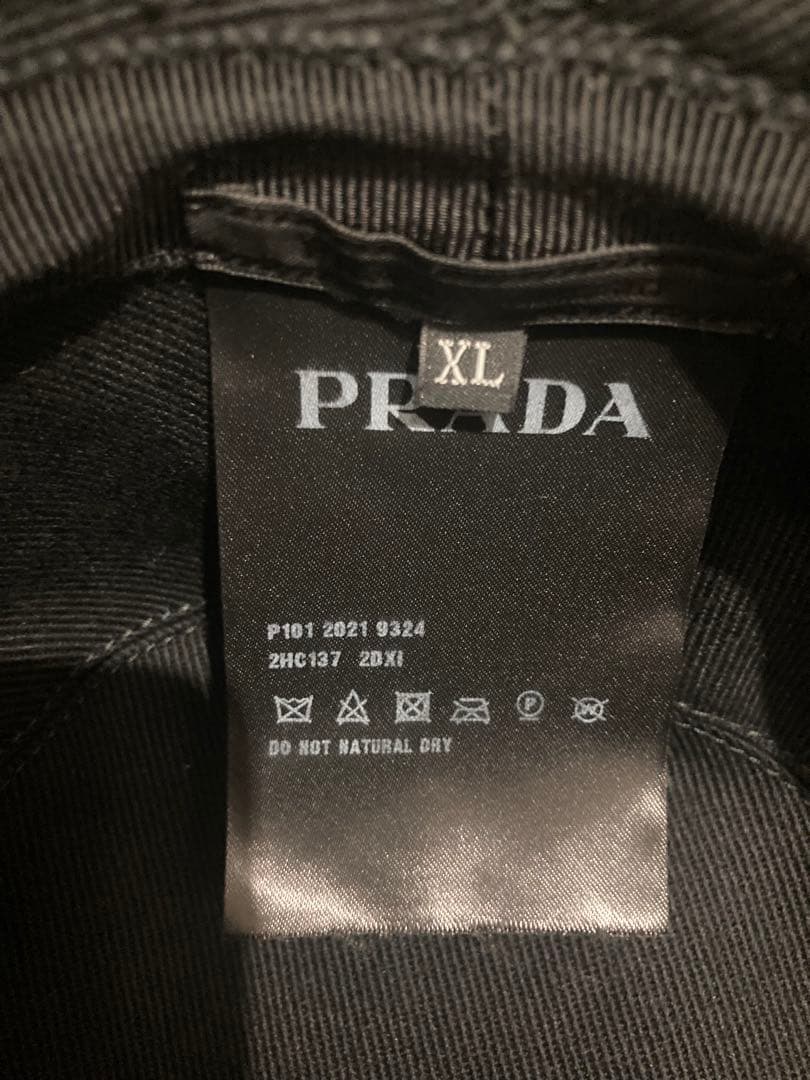 XL
PRADA
P101 2021 9324
2HC137 2DXI
P
W
DO NOT NATURAL DRY